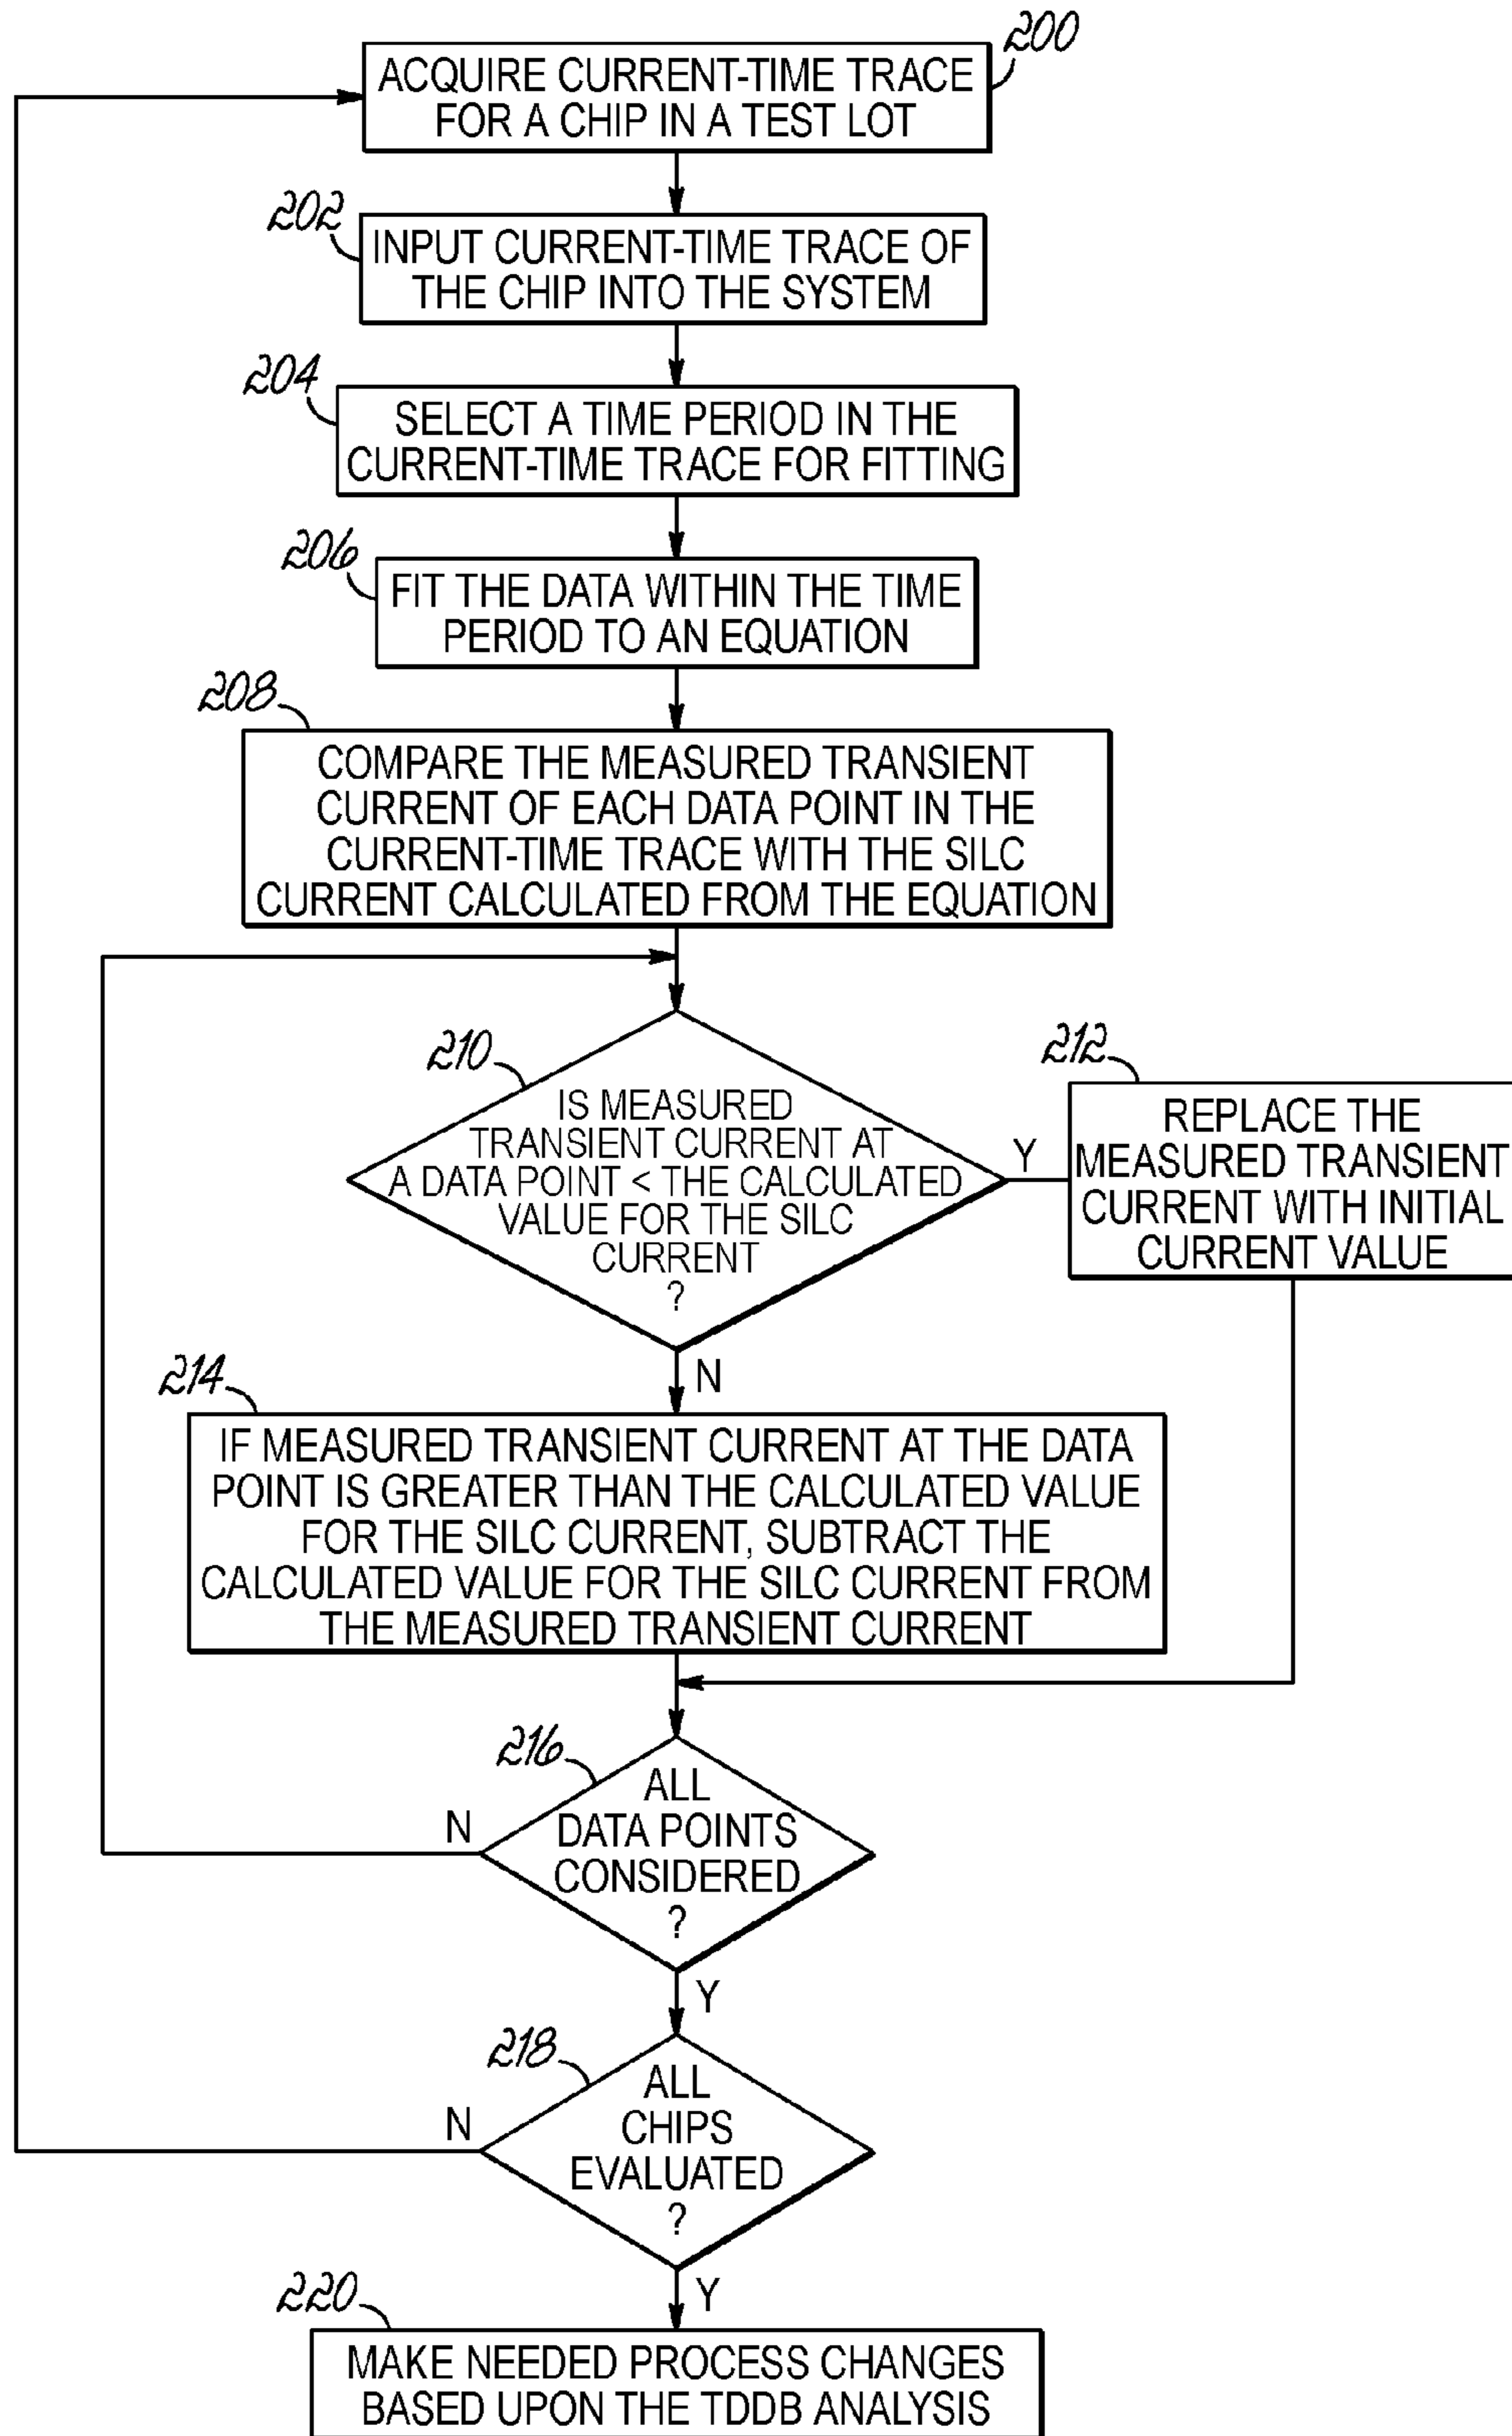 200
ACQUIRE CURRENT-TIME TRACE
FOR A CHIP IN A TEST LOT
202
INPUT CURRENT-TIME TRACE OF
THE CHIP INTO THE SYSTEM
204
SELECT A TIME PERIOD IN THE
CURRENT-TIME TRACE FOR FITTING
206
FIT THE DATA WITHIN THE TIME
PERIOD TO AN EQUATION
208
COMPARE THE MEASURED TRANSIENT
CURRENT OF EACH DATA POINT IN THE
CURRENT-TIME TRACE WITH THE SILC
CURRENT CALCULATED FROM THE EQUATION
210
IS MEASURED
TRANSIENT CURRENT AT
A DATA POINT < THE CALCULATED
VALUE FOR THE SILC
CURRENT
?
Y
212
REPLACE THE
MEASURED TRANSIENT
CURRENT WITH INITIAL
CURRENT VALUE
N
214
IF MEASURED TRANSIENT CURRENT AT THE DATA
POINT IS GREATER THAN THE CALCULATED VALUE
FOR THE SILC CURRENT, SUBTRACT THE
CALCULATED VALUE FOR THE SILC CURRENT FROM
THE MEASURED TRANSIENT CURRENT
216
ALL
DATA POINTS
CONSIDERED
?
N
Y
218
ALL
CHIPS
EVALUATED
?
N
Y
220
MAKE NEEDED PROCESS CHANGES
BASED UPON THE TDDB ANALYSIS